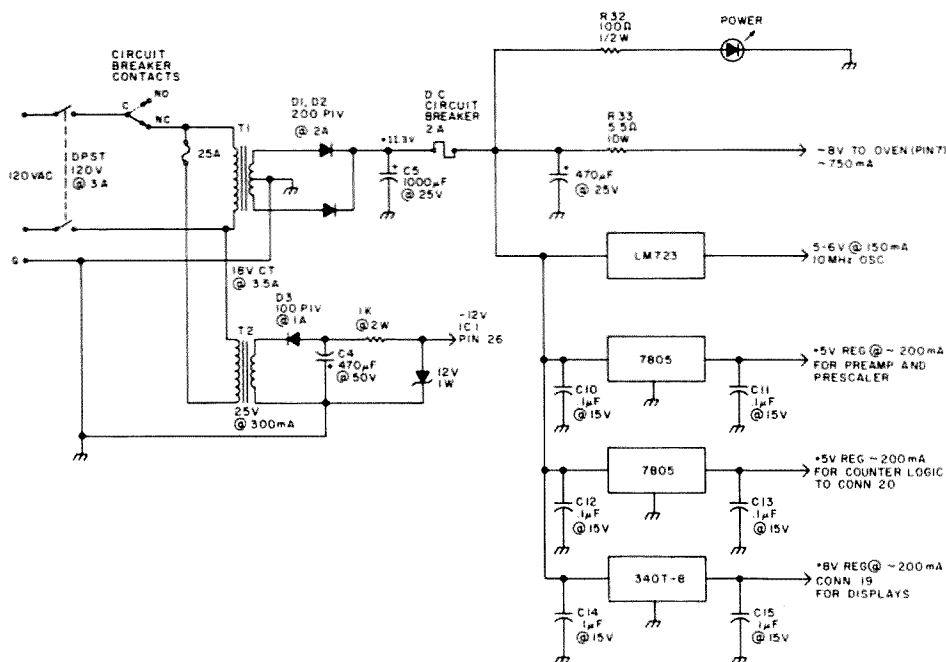 R32
100Ω
1/2W
POWER
CIRCUIT
BREAKER
CONTACTS
NO
C
NC
D1, D2
200 PIV
@ 2A
DC
CIRCUIT
BREAKER
2A
+11.3V
R33
5.5Ω
10W
~8V TO OVEN (PIN7)
~750mA
T1
25A
DPST
120V
@ 3A
120VAC
C5
1000µF
@ 25V
+
470µF
@ 25V
+
LM723
5-6V @ 150mA
10MHz OSC
G
18V CT
@ 3.5A
D3
100 PIV
@ 1A
1K
@ 2W
-12V
IC1
PIN 26
T2
C4
470µF
@ 50V
+
12V
1W
25V
@ 300mA
7805
+5V REG @ ~ 200mA
FOR PREAMP AND
PRESCALER
C10
.1µF
@ 15V
C11
.1µF
@ 15V
7805
+5V REG ~ 200mA
FOR COUNTER LOGIC
TO CONN 20
C12
.1µF
@ 15V
C13
.1µF
@ 15V
340T-8
+8V REG @ ~ 200mA
CONN 19
FOR DISPLAYS
C14
.1µF
@ 15V
C15
.1µF
@ 15V